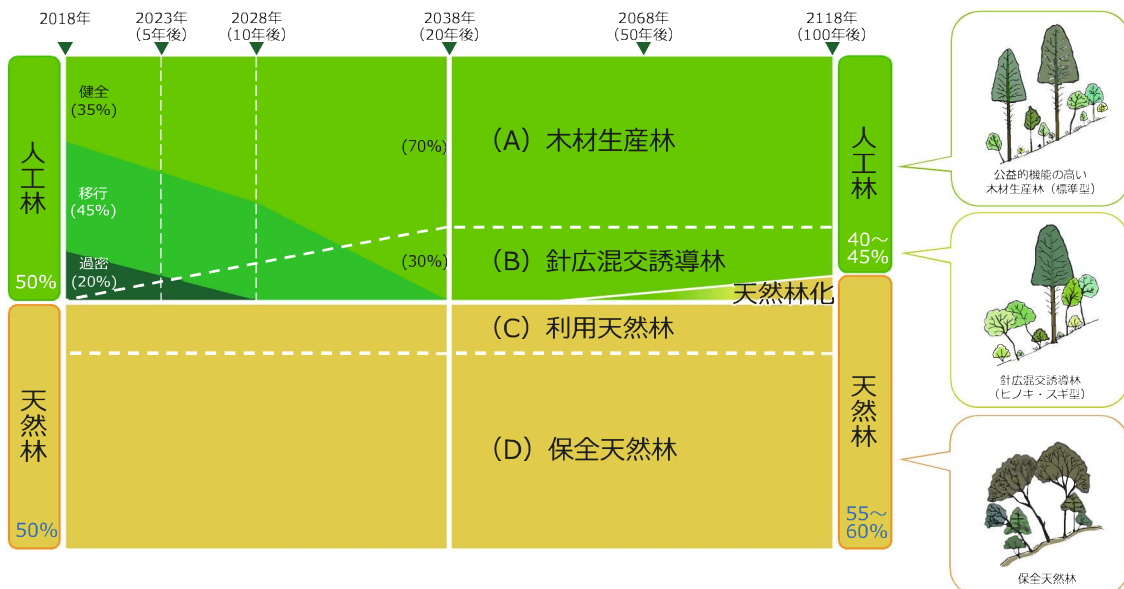 2018年
2023年
(5年後)
2028年
(10年後)
2038年
(20年後)
2068年
(50年後)
2118年
(100年後)
人工林
50%
健全
(35%)
移行
(45%)
過密
(20%)
(70%)
(30%)
(A) 木材生産林
(B) 針広混交誘導林
天然林化
(C) 利用天然林
(D) 保全天然林
天然林
50%
人工林
40～
45%
天然林
55～
60%
公益的機能の高い
木材生産林（標準型）
針広混交誘導林
（ヒノキ・スギ型）
保全天然林